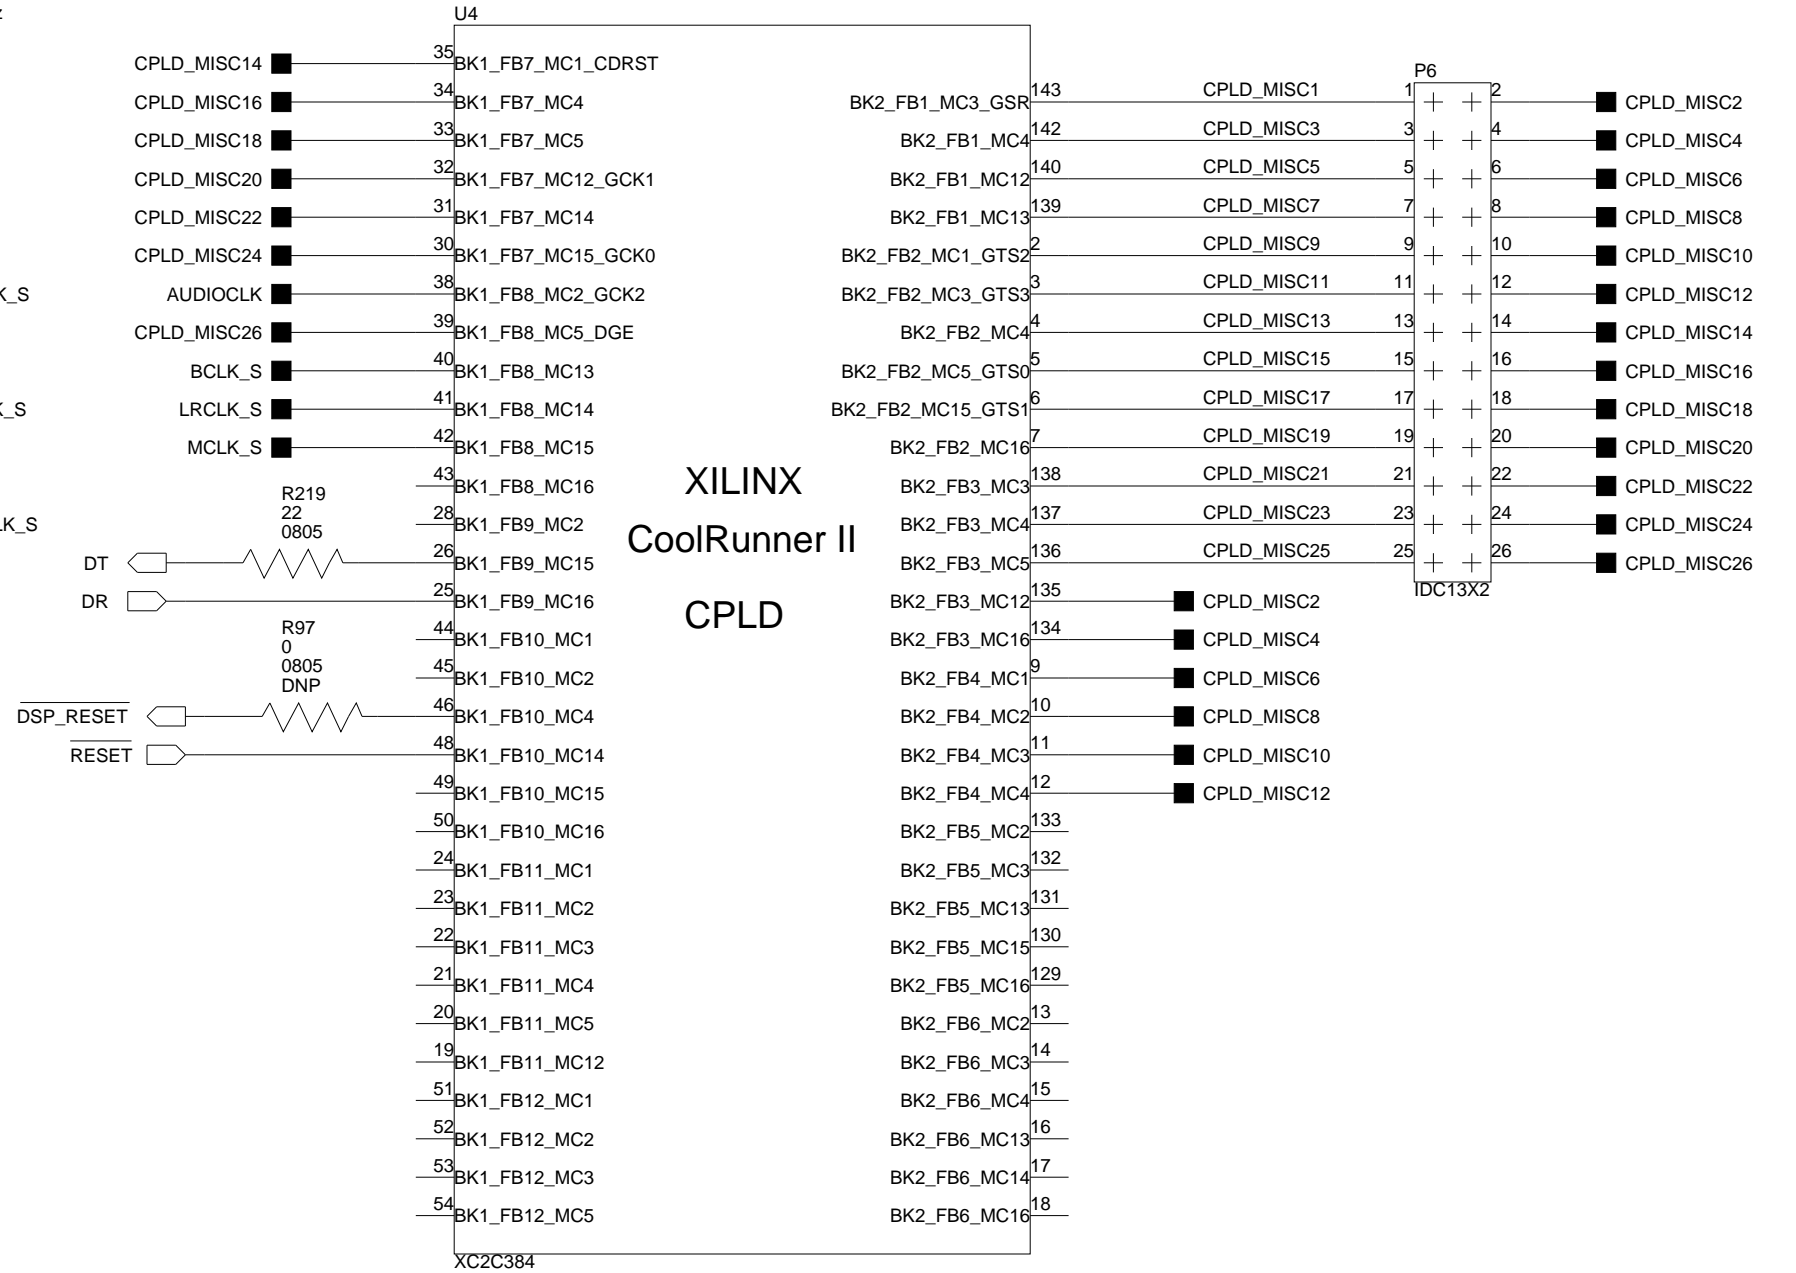 U4
35
CPLD_MISC14
BK1_FB7_MC1_CDRST
34
CPLD_MISC16
BK1_FB7_MC4
33
CPLD_MISC18
BK1_FB7_MC5
32
CPLD_MISC20
BK1_FB7_MC12_GCK1
31
CPLD_MISC22
BK1_FB7_MC14
30
CPLD_MISC24
BK1_FB7_MC15_GCK0
38
K_S
AUDIOCLK
BK1_FB8_MC2_GCK2
39
CPLD_MISC26
BK1_FB8_MC5_DGE
40
BCLK_S
BK1_FB8_MC13
41
K_S
LRCLK_S
BK1_FB8_MC14
42
MCLK_S
BK1_FB8_MC15
43
BK1_FB8_MC16
28
LK_S
BK1_FB9_MC2
R219
22
0805
26
DT
BK1_FB9_MC15
25
DR
BK1_FB9_MC16
R97
0
0805
DNP
44
BK1_FB10_MC1
45
BK1_FB10_MC2
46
DSP_RESET
BK1_FB10_MC4
48
RESET
BK1_FB10_MC14
49
BK1_FB10_MC15
50
BK1_FB10_MC16
24
BK1_FB11_MC1
23
BK1_FB11_MC2
22
BK1_FB11_MC3
21
BK1_FB11_MC4
20
BK1_FB11_MC5
19
BK1_FB11_MC12
51
BK1_FB12_MC1
52
BK1_FB12_MC2
53
BK1_FB12_MC3
54
BK1_FB12_MC5
XC2C384
XILINX
CoolRunner II
CPLD
P6
143 CPLD_MISC1 1 2
BK2_FB1_MC3_GSR CPLD_MISC2
142 CPLD_MISC3 3 4
BK2_FB1_MC4 CPLD_MISC4
140 CPLD_MISC5 5 6
BK2_FB1_MC12 CPLD_MISC6
139 CPLD_MISC7 7 8
BK2_FB1_MC13 CPLD_MISC8
2 CPLD_MISC9 9 10
BK2_FB2_MC1_GTS2 CPLD_MISC10
3 CPLD_MISC11 11 12
BK2_FB2_MC3_GTS3 CPLD_MISC12
4 CPLD_MISC13 13 14
BK2_FB2_MC4 CPLD_MISC14
5 CPLD_MISC15 15 16
BK2_FB2_MC5_GTS0 CPLD_MISC16
6 CPLD_MISC17 17 18
BK2_FB2_MC15_GTS1 CPLD_MISC18
7 CPLD_MISC19 19 20
BK2_FB2_MC16 CPLD_MISC20
138 CPLD_MISC21 21 22
BK2_FB3_MC3 CPLD_MISC22
137 CPLD_MISC23 23 24
BK2_FB3_MC4 CPLD_MISC24
136 CPLD_MISC25 25 26
BK2_FB3_MC5 CPLD_MISC26
IDC13X2
135
BK2_FB3_MC12 CPLD_MISC2
134
BK2_FB3_MC16 CPLD_MISC4
9
BK2_FB4_MC1 CPLD_MISC6
10
BK2_FB4_MC2 CPLD_MISC8
11
BK2_FB4_MC3 CPLD_MISC10
12
BK2_FB4_MC4 CPLD_MISC12
133
BK2_FB5_MC2
132
BK2_FB5_MC3
131
BK2_FB5_MC13
130
BK2_FB5_MC15
129
BK2_FB5_MC16
13
BK2_FB6_MC2
14
BK2_FB6_MC3
15
BK2_FB6_MC4
16
BK2_FB6_MC13
17
BK2_FB6_MC14
18
BK2_FB6_MC16